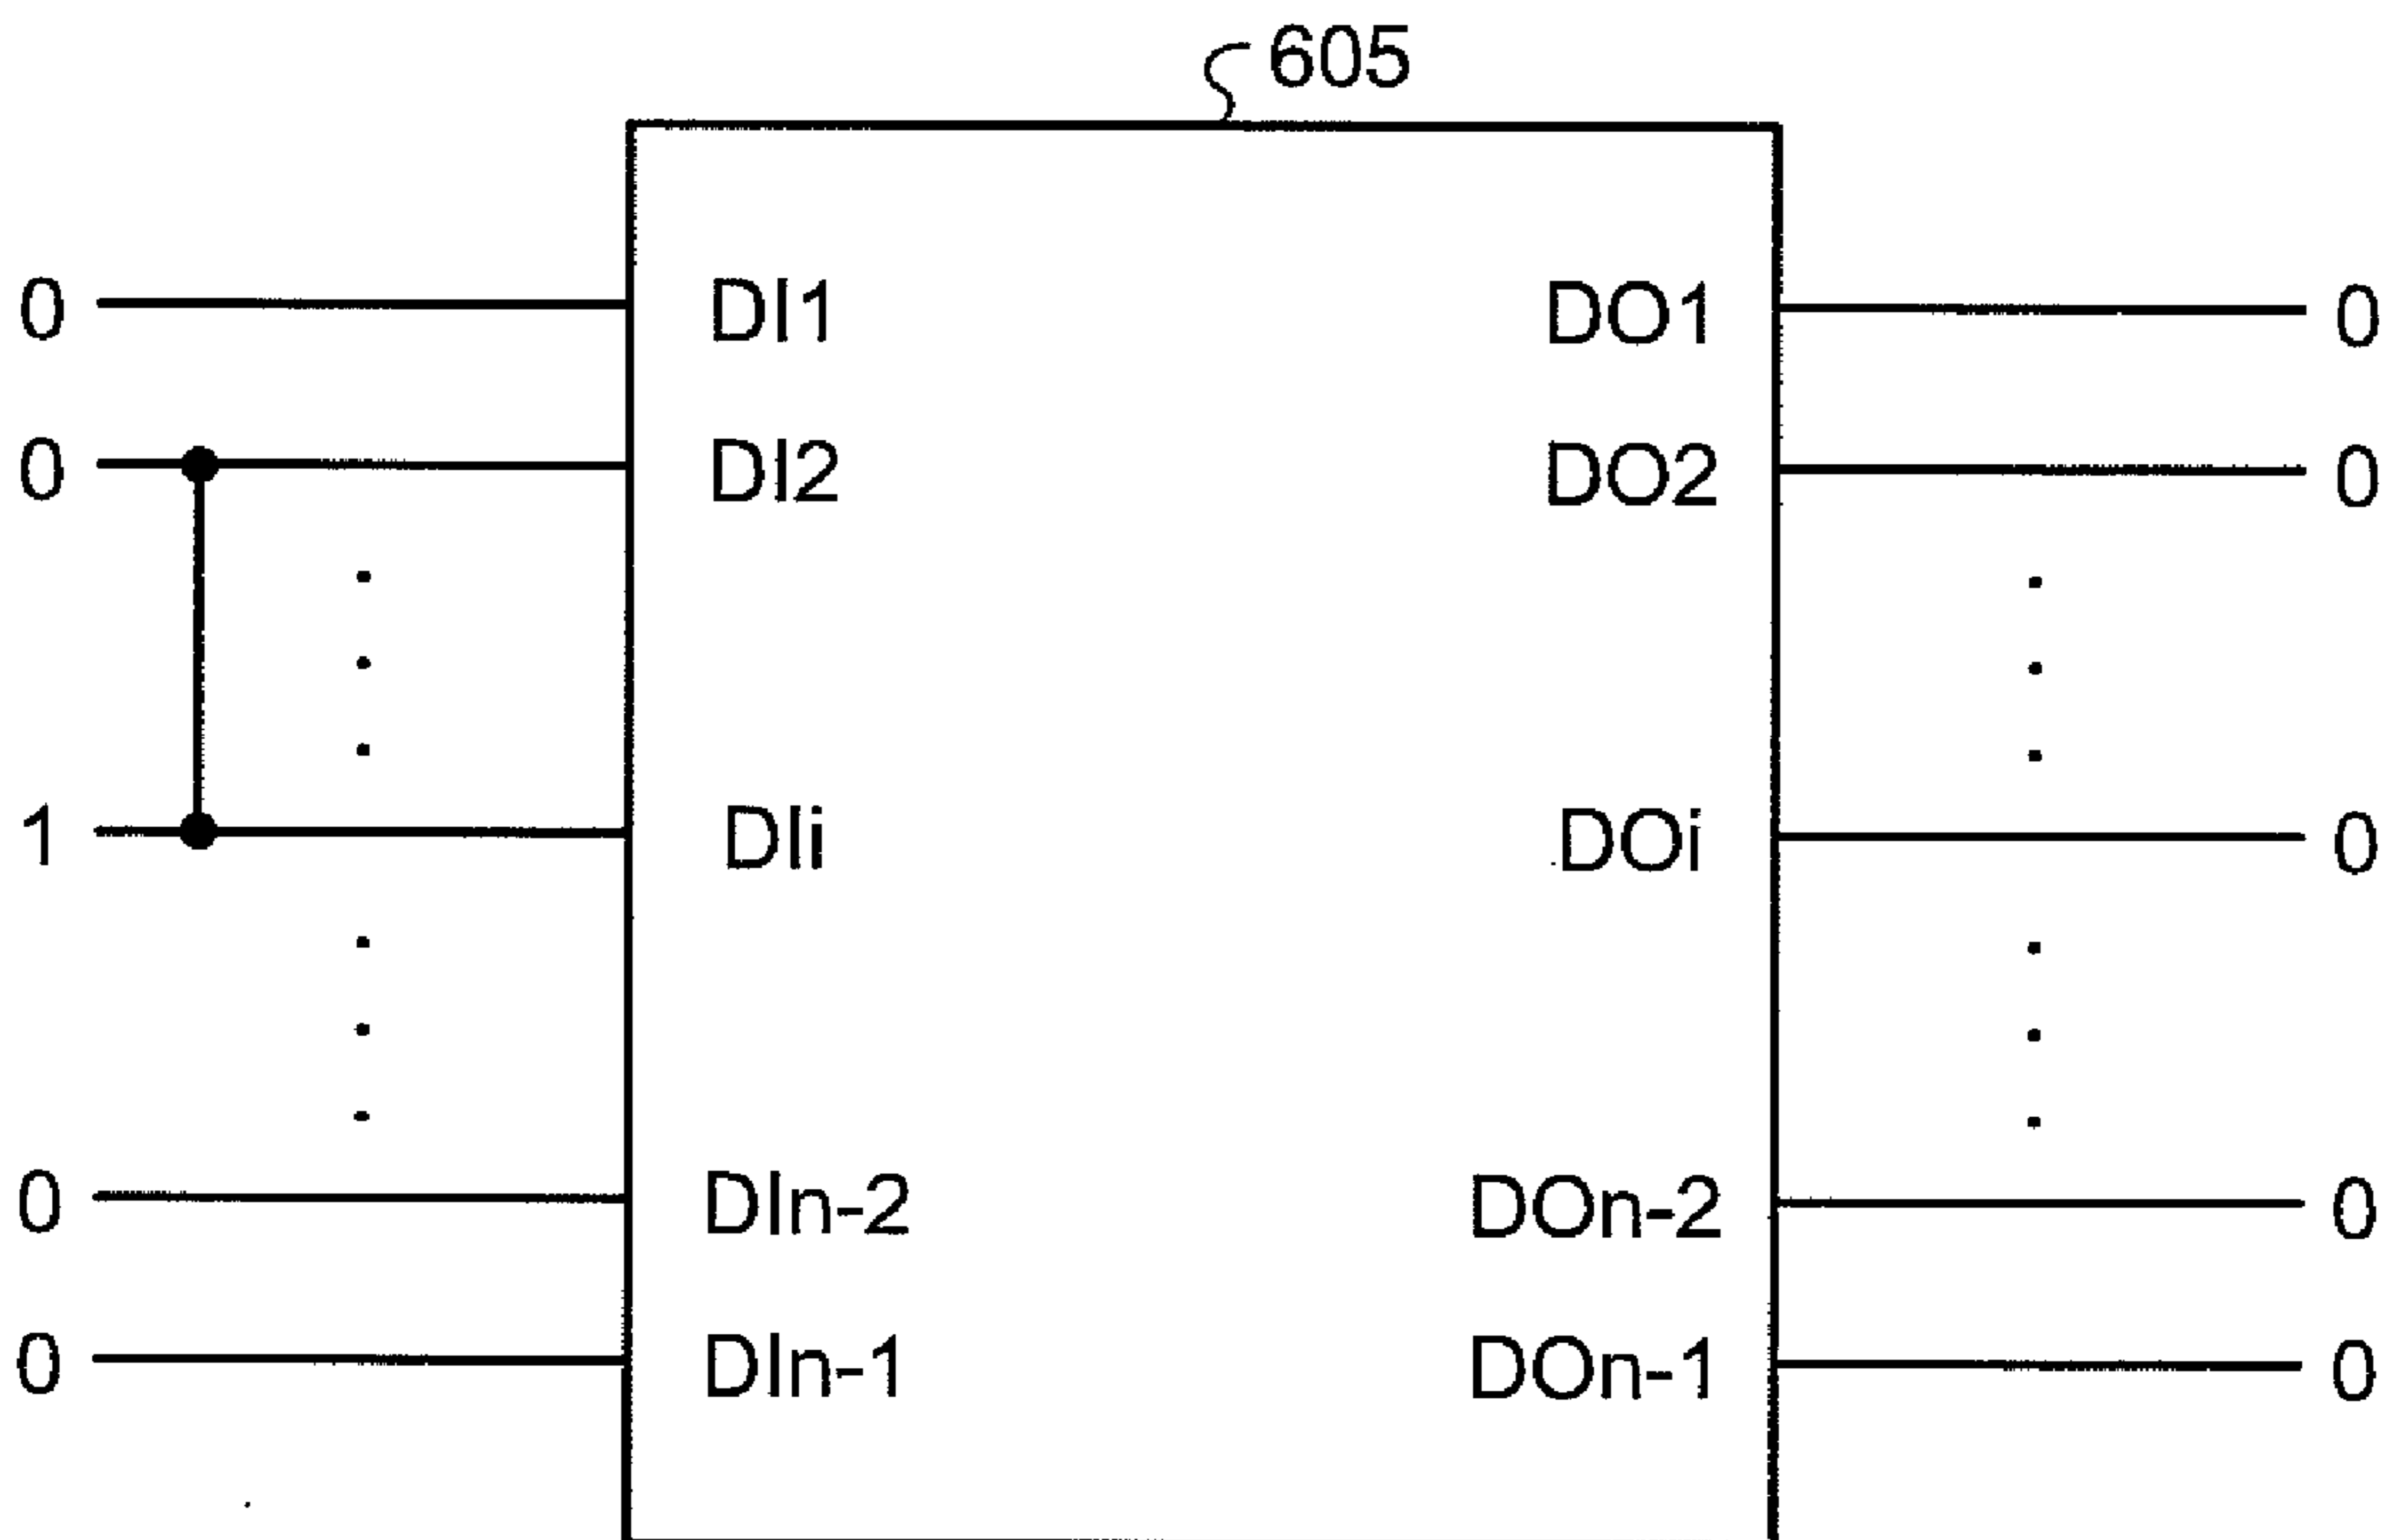 605
0 DI1 DO1 0
0 DI2 DO2 0
1 DIi DOi 0
0 DIn-2 DOn-2 0
0 DIn-1 DOn-1 0